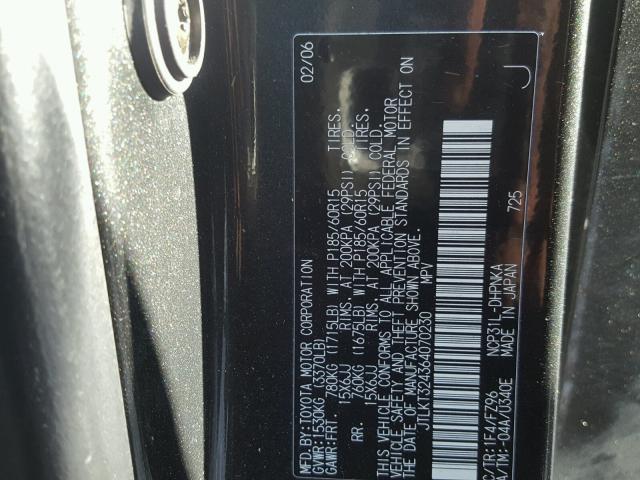 MFD.BY:TOYOTA MOTOR CORPORATION 02/06
GVWR:1530KG (3370LB)
GAWR:FRT. 780KG (1715LB) WITH P185/60R15 TIRES.
15X6JJ RIMS. AT 200KPA (29PSI) COLD.
RR. 760KG (1675LB) WITH P185/60R15 TIRES.
15X6JJ RIMS. AT 200KPA (29PSI) COLD.
THIS VEHICLE CONFORMS TO ALL APPLICABLE FEDERAL MOTOR
VEHICLE SAFETY AND THEFT PREVENTION STANDARDS IN EFFECT ON
THE DATE OF MANUFACTURE SHOWN ABOVE.
JTLKT324364070230 MPV
C/TR:1E4/FZ26 NCP31L-DHPNKA 725
A/TM:-04A/U340E MADE IN JAPAN J